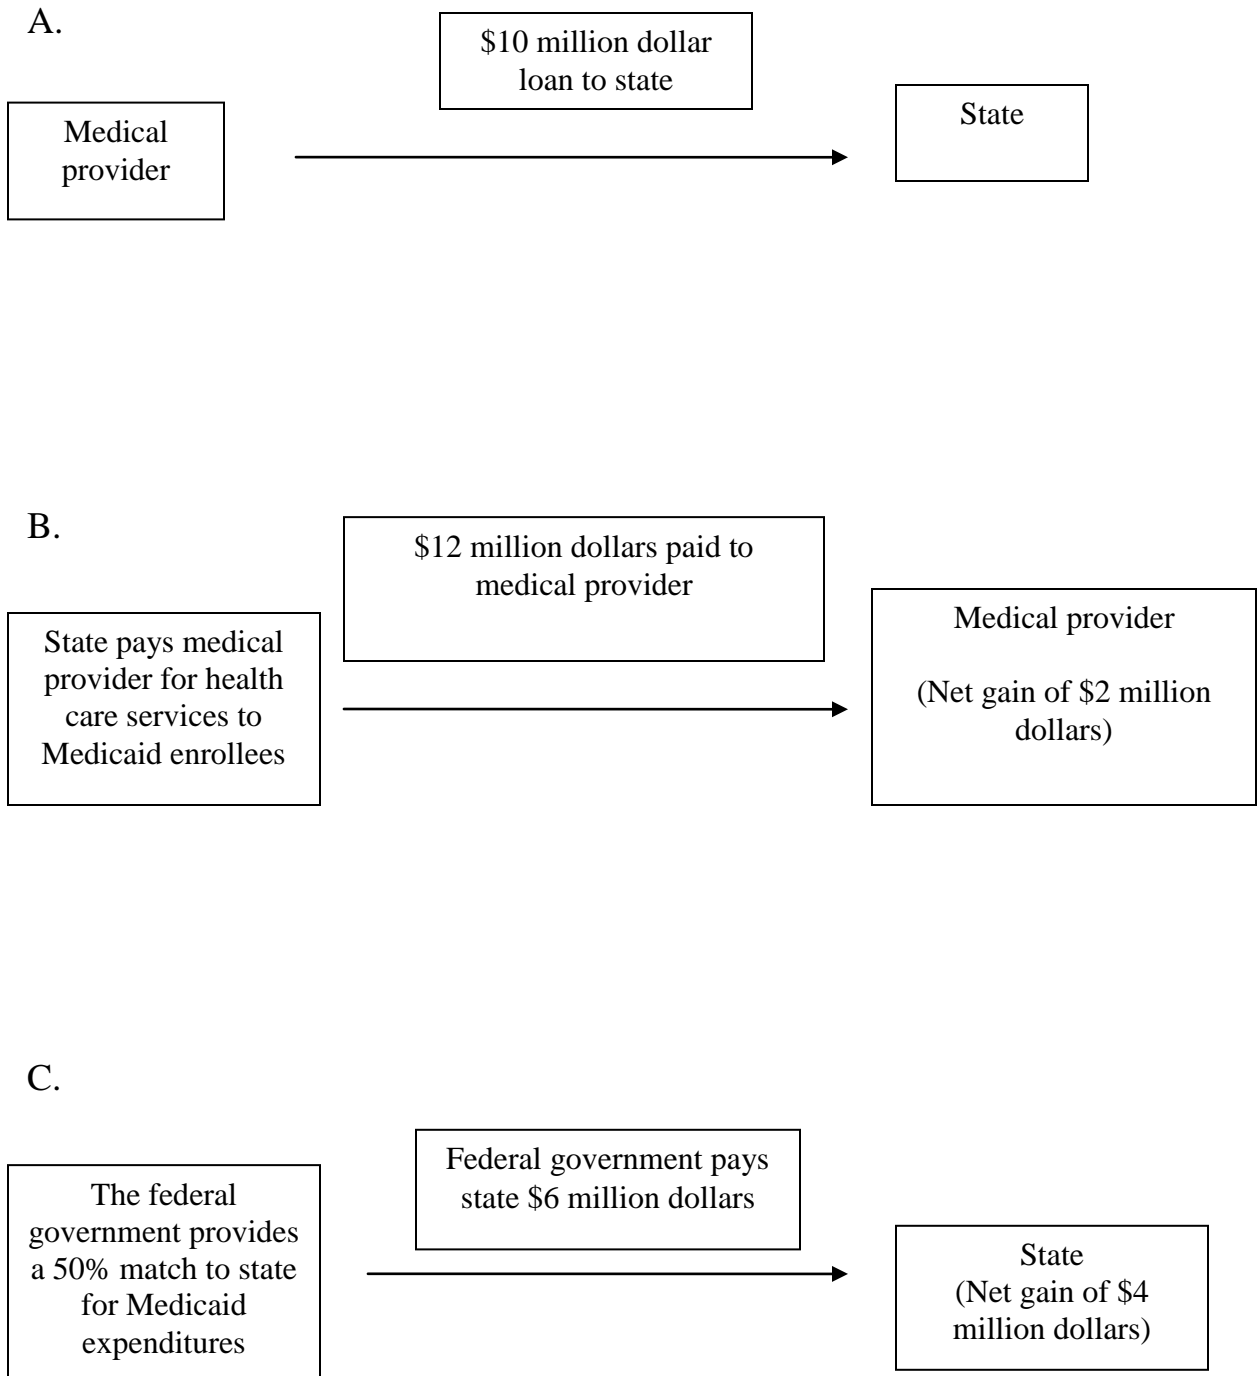 A.
$10 million dollar
loan to state
Medical
provider
State
B.
$12 million dollars paid to
medical provider
State pays medical
provider for health
care services to
Medicaid enrollees
Medical provider
(Net gain of $2 million
dollars)
C.
Federal government pays
state $6 million dollars
The federal
government provides
a 50% match to state
for Medicaid
expenditures
State
(Net gain of $4
million dollars)